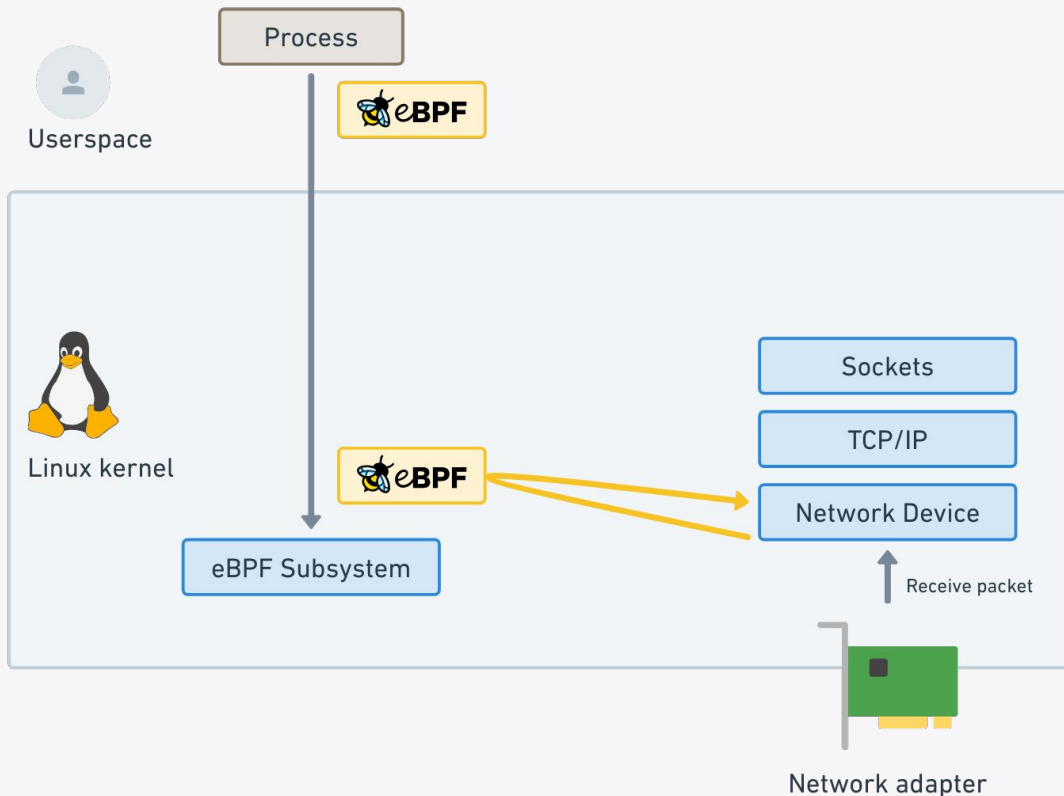 Process
eBPF
Userspace
Linux kernel
eBPF
eBPF Subsystem
Sockets
TCP/IP
Network Device
Receive packet
Network adapter